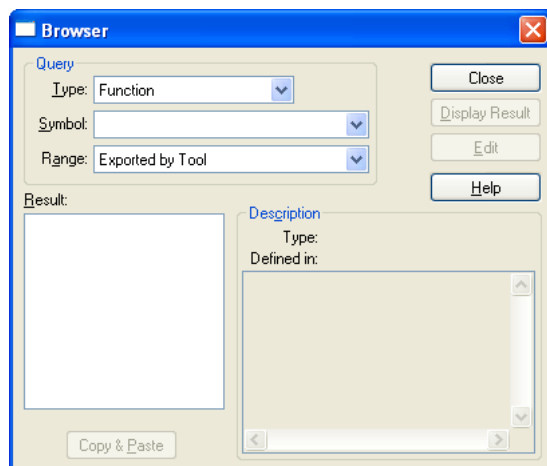 Browser
Query
Type: Function
Symbol:
Range: Exported by Tool
Close
Display Result
Edit
Help
Result:
Description
Type:
Defined in:
Copy & Paste